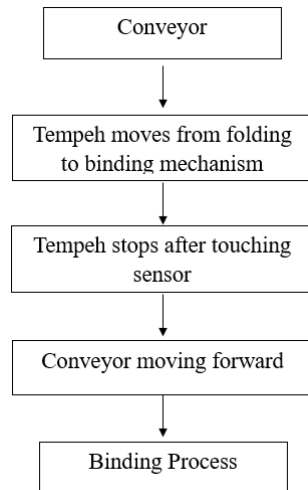 Conveyor
Tempeh moves from folding
to binding mechanism
Tempeh stops after touching
sensor
Conveyor moving forward
Binding Process